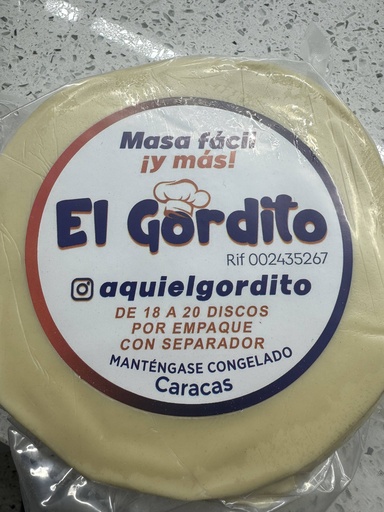 Masa fácil
¡y más!
El Gordito
Rif 002435267
aquielgordito
DE 18 A 20 DISCOS
POR EMPAQUE
CON SEPARADOR
MANTÉNGASE CONGELADO
Caracas